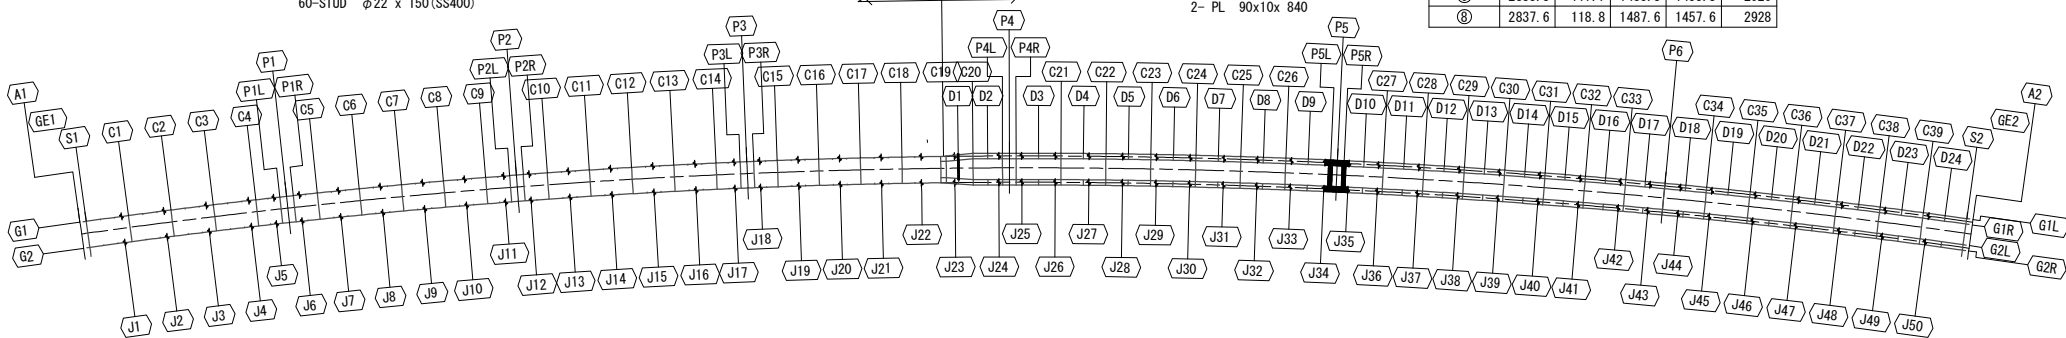 60-STUD φ22 x 150(SS400)
2- PL 90x10x 840
⑧ 2837.6 118.8 1487.6 1457.6 2928
A1 GE1 S1 C1 C2 C3 C4 P1L P1 P1R C5 C6 C7 C8 C9 P2L P2 P2R C10 C11 C12 C13 C14 P3L P3 P3R C15 C16 C17 C18 C19 C20 P4L P4 P4R C21 C22 C23 C24 C25 C26 P5L P5 P5R C27 C28 C29 C30 C31 C32 C33 P6 C34 C35 C36 C37 C38 C39 S2 GE2 A2
D1 D2 D3 D4 D5 D6 D7 D8 D9 D10 D11 D12 D13 D14 D15 D16 D17 D18 D19 D20 D21 D22 D23 D24
G1
G2
G1R
G1L
G2L
G2R
J1 J2 J3 J4 J5 J6 J7 J8 J9 J10 J11 J12 J13 J14 J15 J16 J17 J18 J19 J20 J21 J22 J23 J24 J25 J26 J27 J28 J29 J30 J31 J32 J33 J34 J35 J36 J37 J38 J39 J40 J41 J42 J43 J44 J45 J46 J47 J48 J49 J50